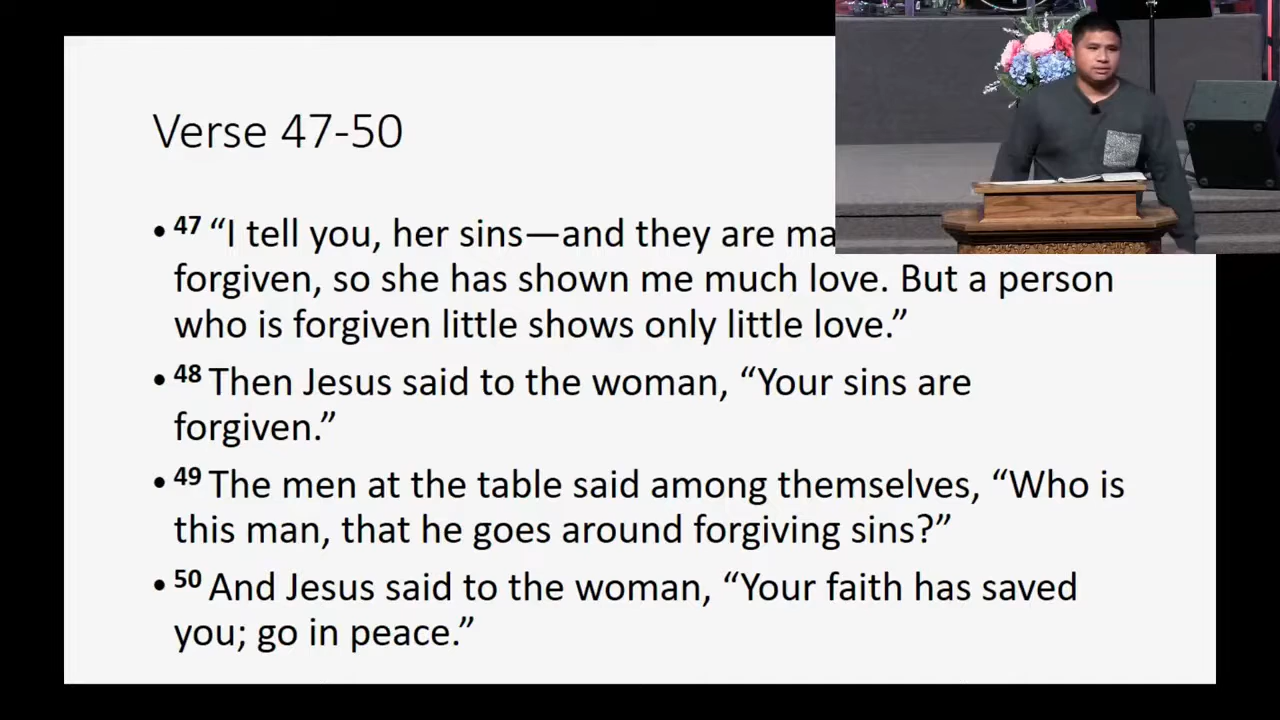 Verse 47-50
• 47 “I tell you, her sins—and they are
forgiven, so she has shown me much love. But a person
who is forgiven little shows only little love.”
• 48 Then Jesus said to the woman, “Your sins are
forgiven.”
• 49 The men at the table said among themselves, “Who is
this man, that he goes around forgiving sins?”
• 50 And Jesus said to the woman, “Your faith has saved
you; go in peace.”